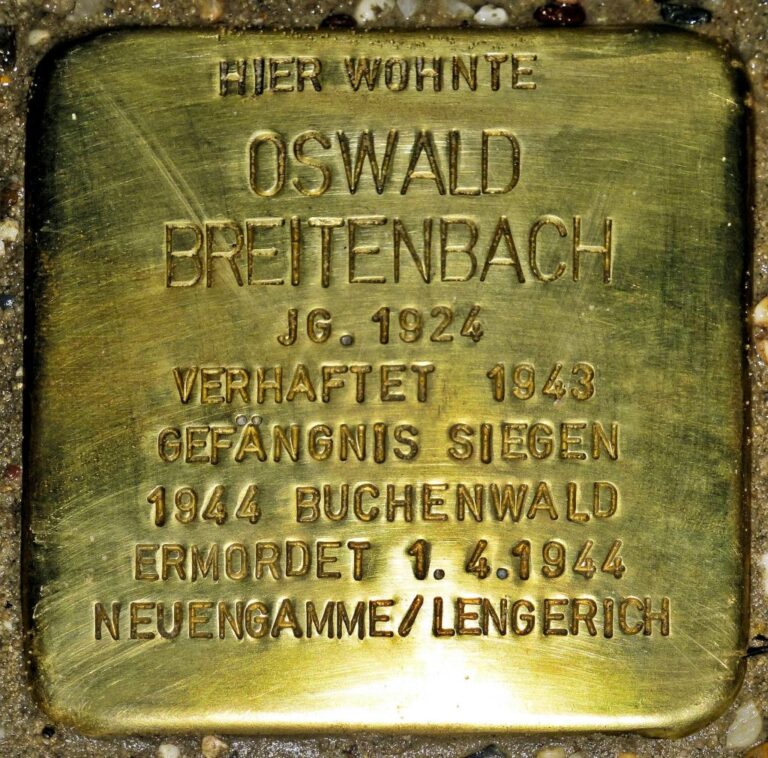 HIER WOHNTE
OSWALD
BREITENBACH
JG. 1924
VERHAFTET 1943
GEFÄNGNIS SIEGEN
1944 BUCHENWALD
ERMORDET 1.4.1944
NEUENGAMME/LENGERICH